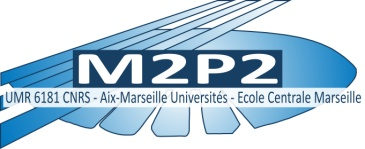 M2P2
UMR 6181 CNRS - Aix-Marseille Universités - Ecole Centrale Marseille